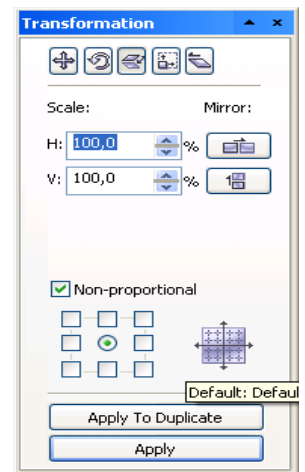 Transformation
Scale: Mirror:
H: 100,0 %
V: 100,0 %
Non-proportional
Default: Defaul
Apply To Duplicate
Apply